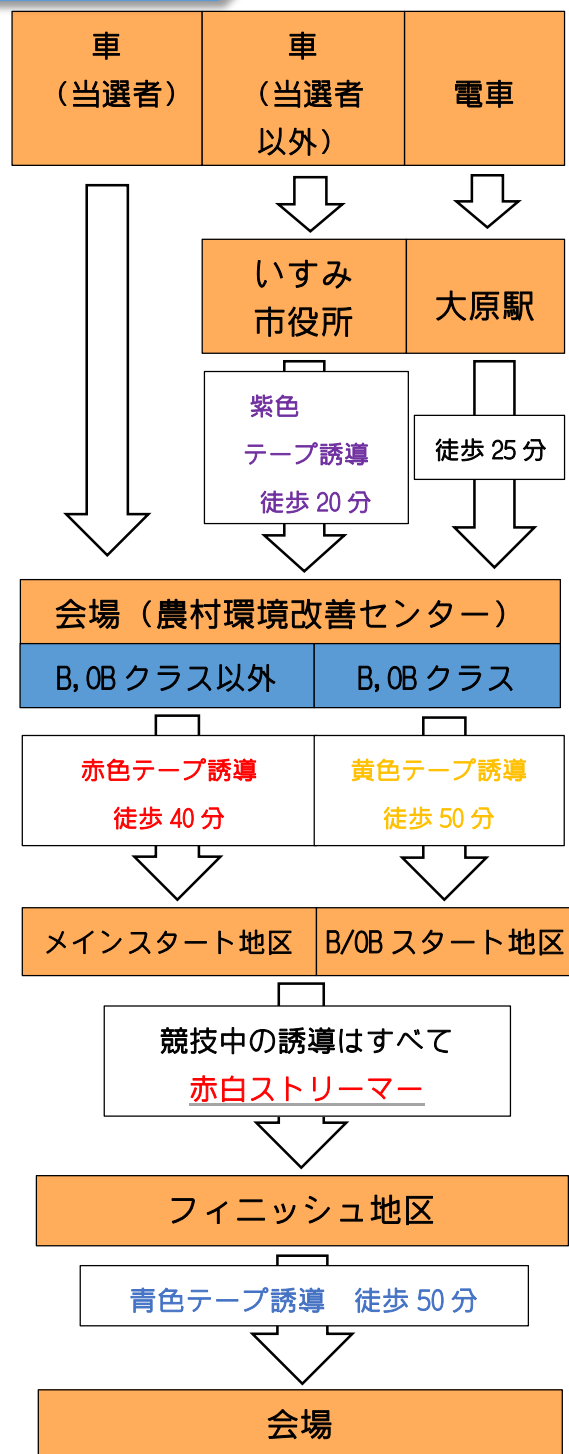 車
（当選者）
車
（当選者
以外）
電車
いすみ
市役所
大原駅
紫色
テープ誘導
徒歩 20 分
徒歩 25 分
会場（農村環境改善センター）
B,OB クラス以外
B,OB クラス
赤色テープ誘導
徒歩 40 分
黄色テープ誘導
徒歩 50 分
メインスタート地区
B/OB スタート地区
競技中の誘導はすべて
赤白ストリーマー
フィニッシュ地区
青色テープ誘導　徒歩 50 分
会場